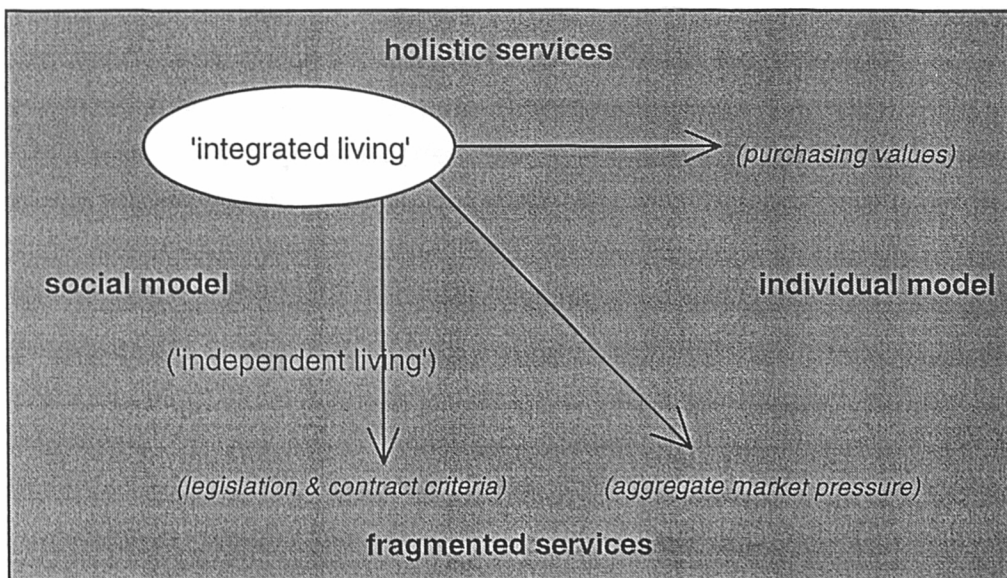 holistic services
'integrated living'
(purchasing values)
social model
individual model
('independent living')
(legislation & contract criteria)
(aggregate market pressure)
fragmented services